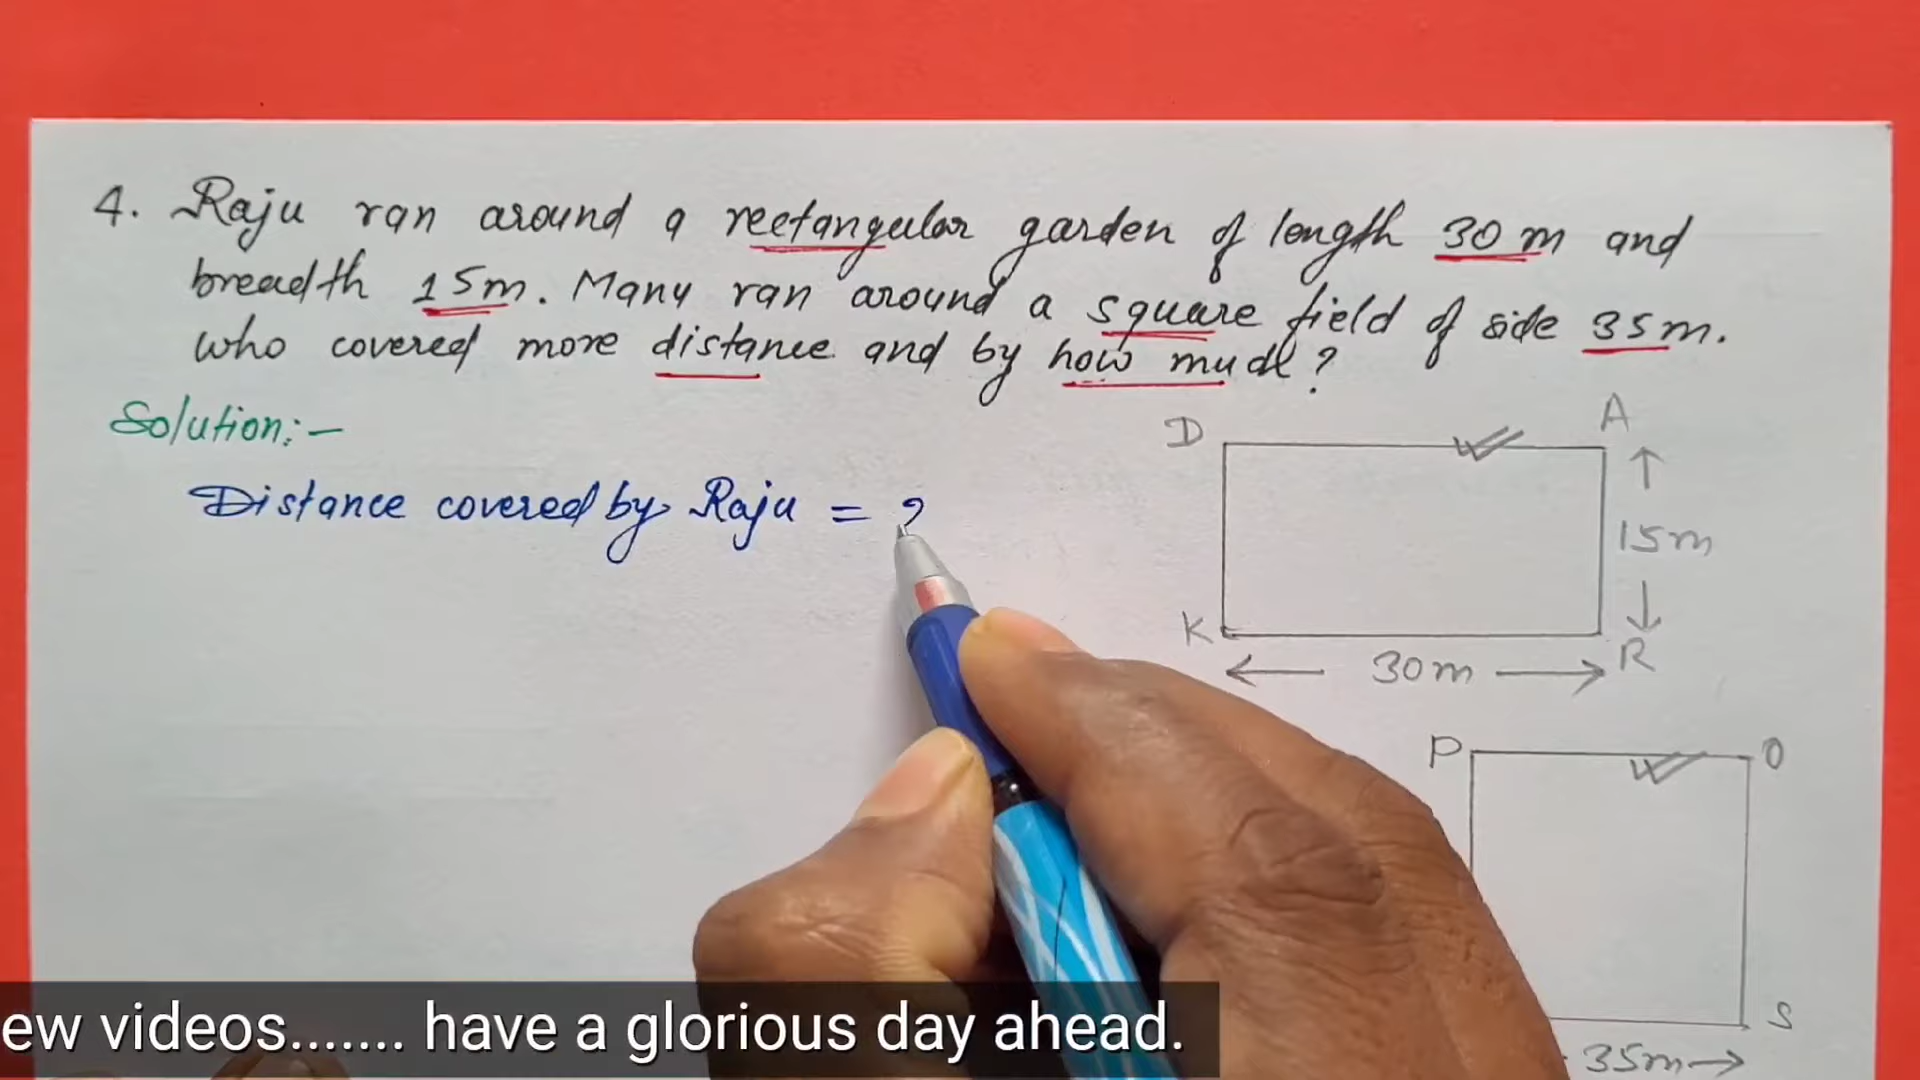 4. Raju ran around a rectangular garden of length 30 m and
breadth 15m. Many ran around a square field of side 35m.
who covered more distance and by how much?
Solution:-
Distance covered by Raju = 2
D
A
15m
K
R
30m
P
O
S
35m
ew videos....... have a glorious day ahead.